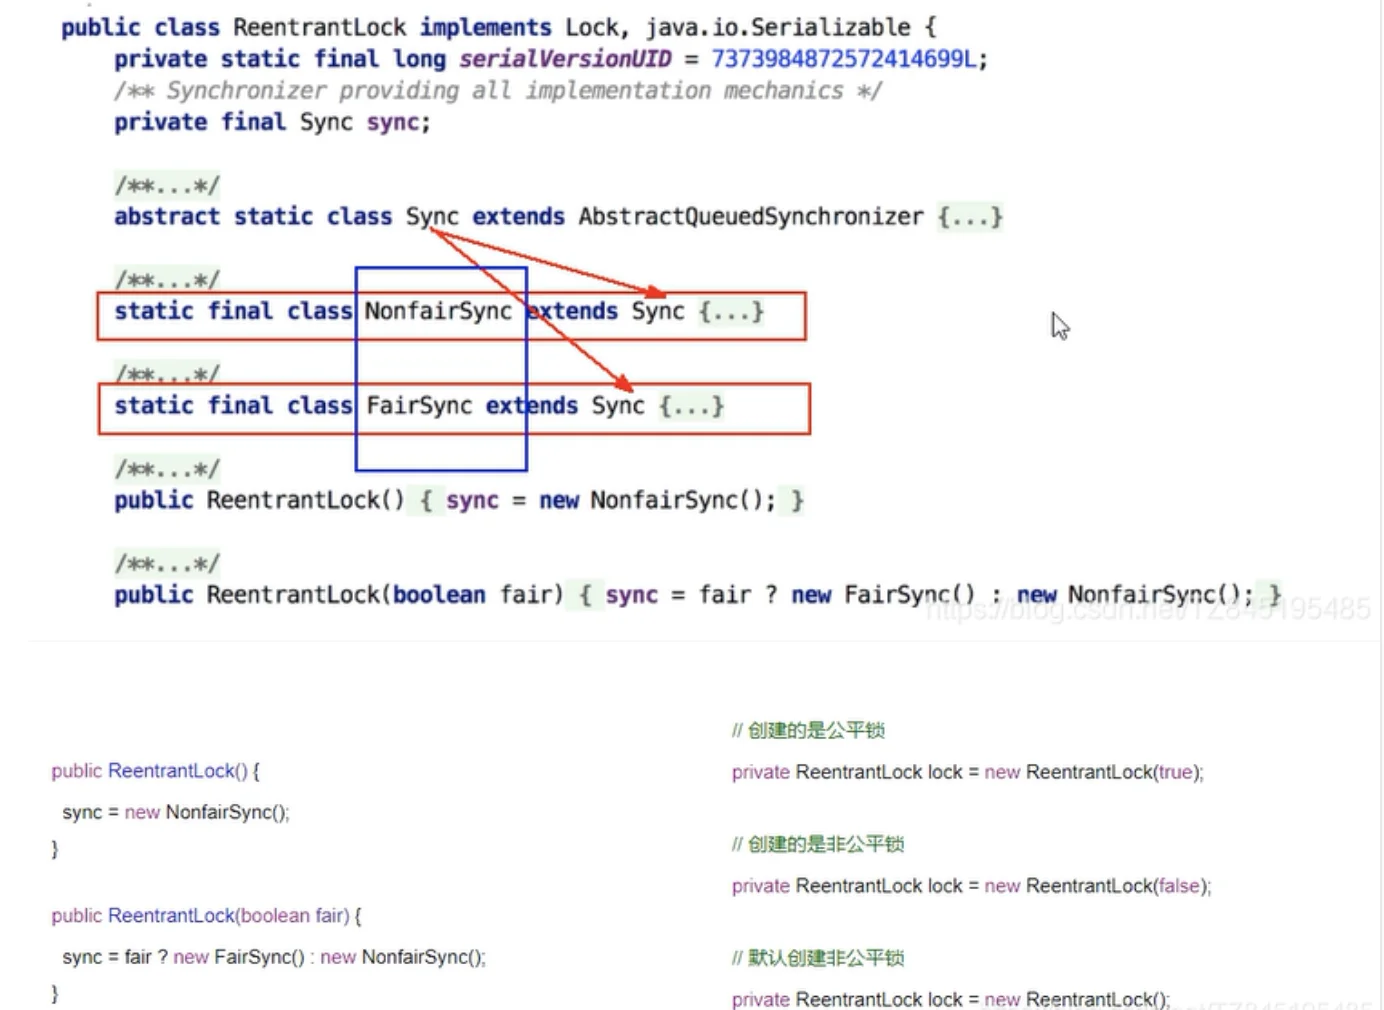 public class ReentrantLock implements Lock, java.io.Serializable {
private static final long serialVersionUID = 7373984872572414699L;
/** Synchronizer providing all implementation mechanics */
private final Sync sync;
/**...*/
abstract static class Sync extends AbstractQueuedSynchronizer {...}
/**...*/
static final class NonfairSync extends Sync {...}
/**...*/
static final class FairSync extends Sync {...}
/**...*/
public ReentrantLock() { sync = new NonfairSync(); }
/**...*/
public ReentrantLock(boolean fair) { sync = fair ? new FairSync() : new NonfairSync(); }
https://blog.csdn.net/TZ845195485
public ReentrantLock() {
sync = new NonfairSync();
}
public ReentrantLock(boolean fair) {
sync = fair ? new FairSync() : new NonfairSync();
}
// 创建的是公平锁
private ReentrantLock lock = new ReentrantLock(true);
// 创建的是非公平锁
private ReentrantLock lock = new ReentrantLock(false);
// 默认创建非公平锁
private ReentrantLock lock = new ReentrantLock();